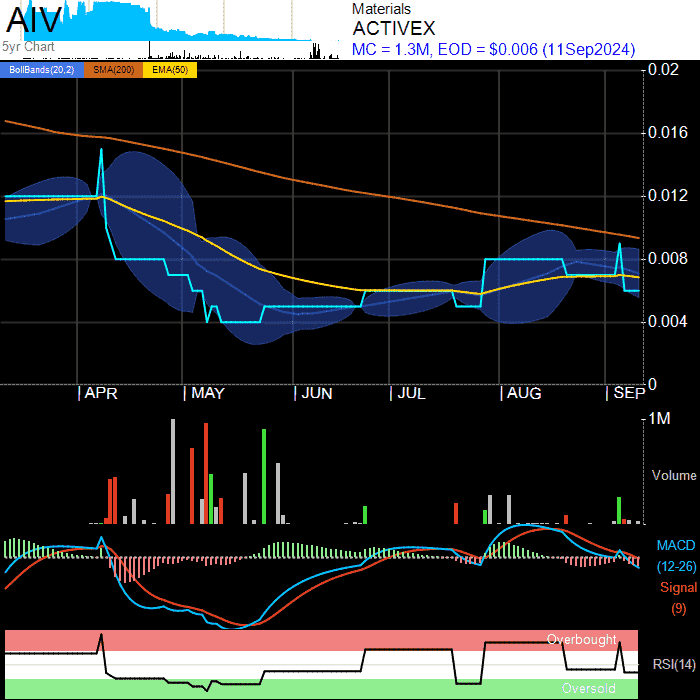 AIV
5yr Chart
Materials
ACTIVEX
MC = 1.3M, EOD = $0.006 (11Sep2024)
BollBands(20,2) SMA(200) EMA(50)
0.02
0.016
0.012
0.008
0.004
0
APR MAY JUN JUL AUG SEP
1M
Volume
MACD
(12-26)
Signal
(9)
Overbought
RSI(14)
Oversold